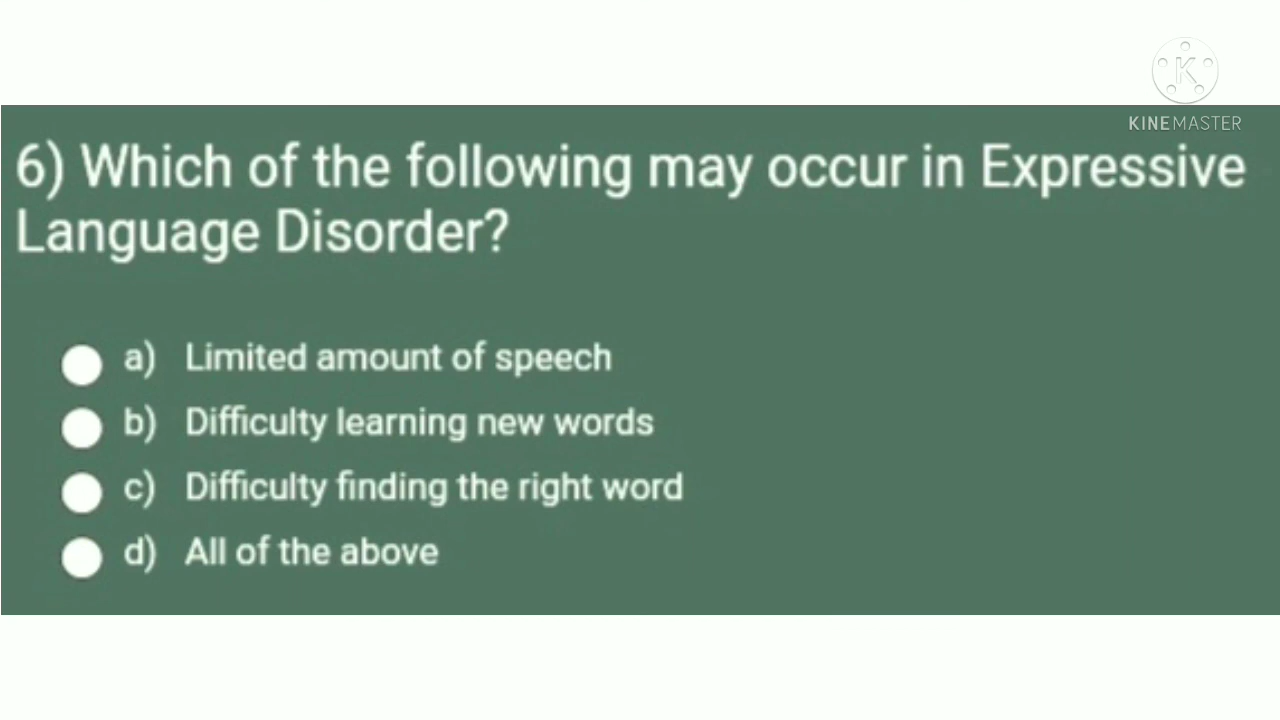 KINEMASTER
6) Which of the following may occur in Expressive
Language Disorder?
a) Limited amount of speech
b) Difficulty learning new words
c) Difficulty finding the right word
d) All of the above